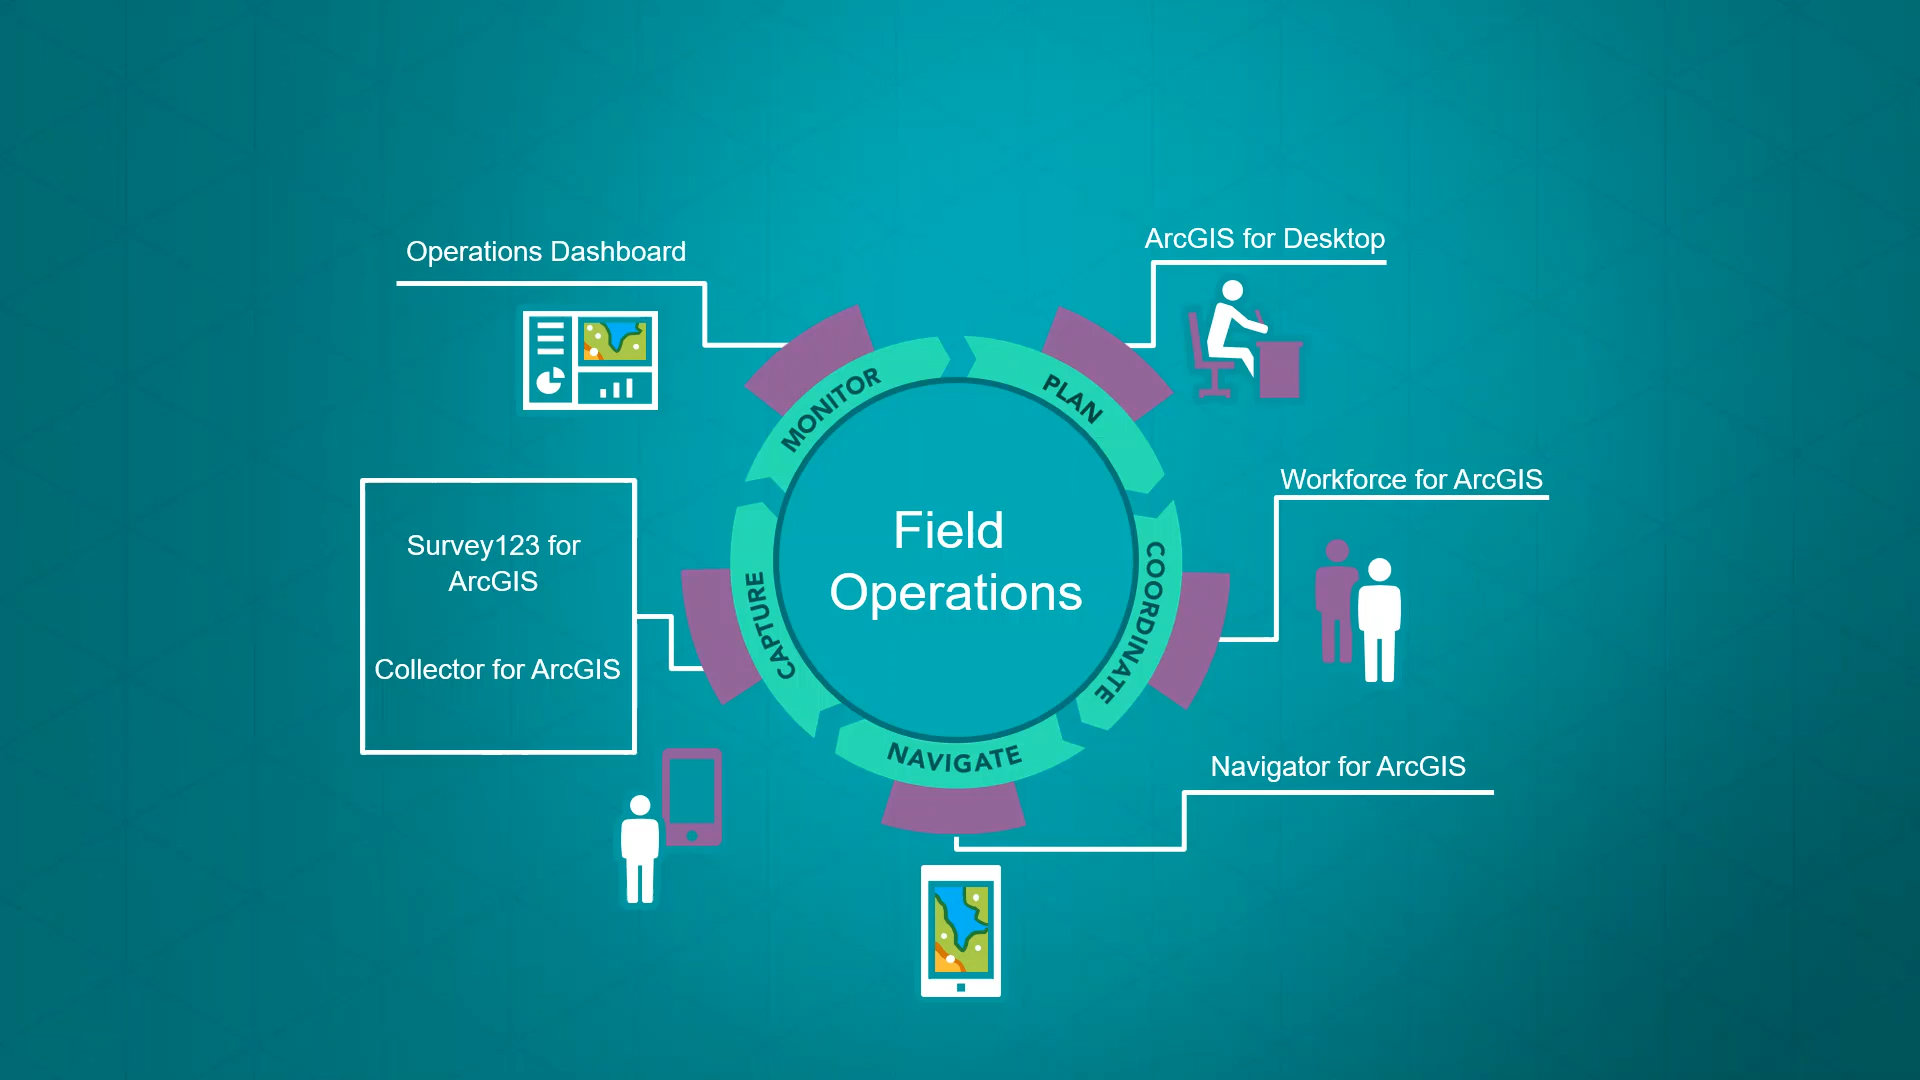 Operations Dashboard
ArcGIS for Desktop
MONITOR
PLAN
Workforce for ArcGIS
Survey123 for
ArcGIS
Collector for ArcGIS
CAPTURE
Field
Operations
COORDINATE
NAVIGATE
Navigator for ArcGIS